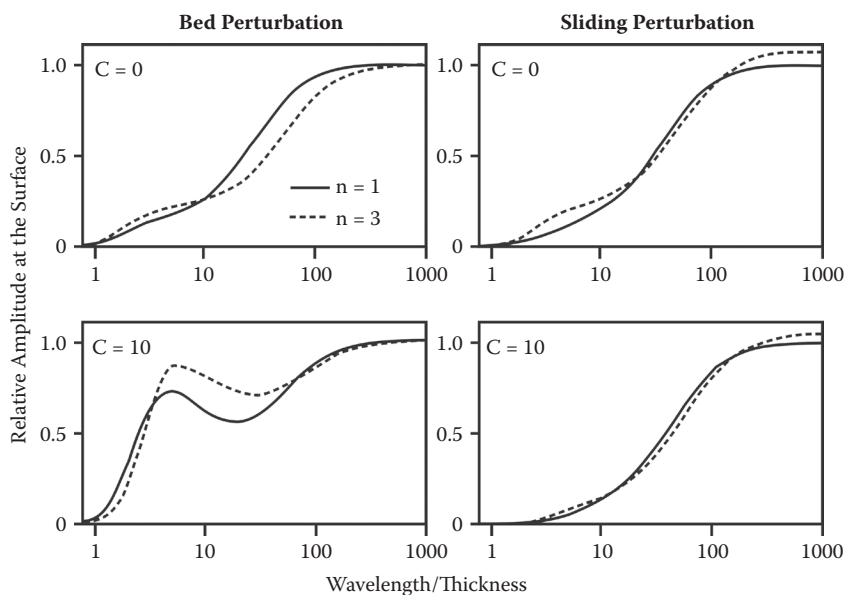 Bed Perturbation
Sliding Perturbation
Relative Amplitude at the Surface
1.0
C = 0
0.5
n = 1
n = 3
0
1
10
100
1000
1.0
C = 0
0.5
0
1
10
100
1000
1.0
C = 10
0.5
0
1
10
100
1000
1.0
C = 10
0.5
0
1
10
100
1000
Wavelength/Thickness